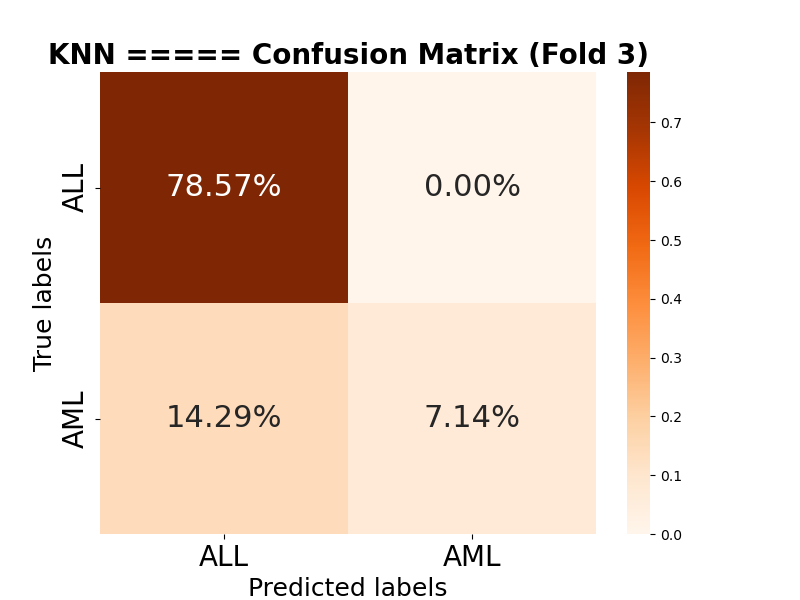 KNN ===== Confusion Matrix (Fold 3)
True labels
ALL
78.57%
0.00%
AML
14.29%
7.14%
ALL
AML
Predicted labels
0.7
0.6
0.5
0.4
0.3
0.2
0.1
0.0